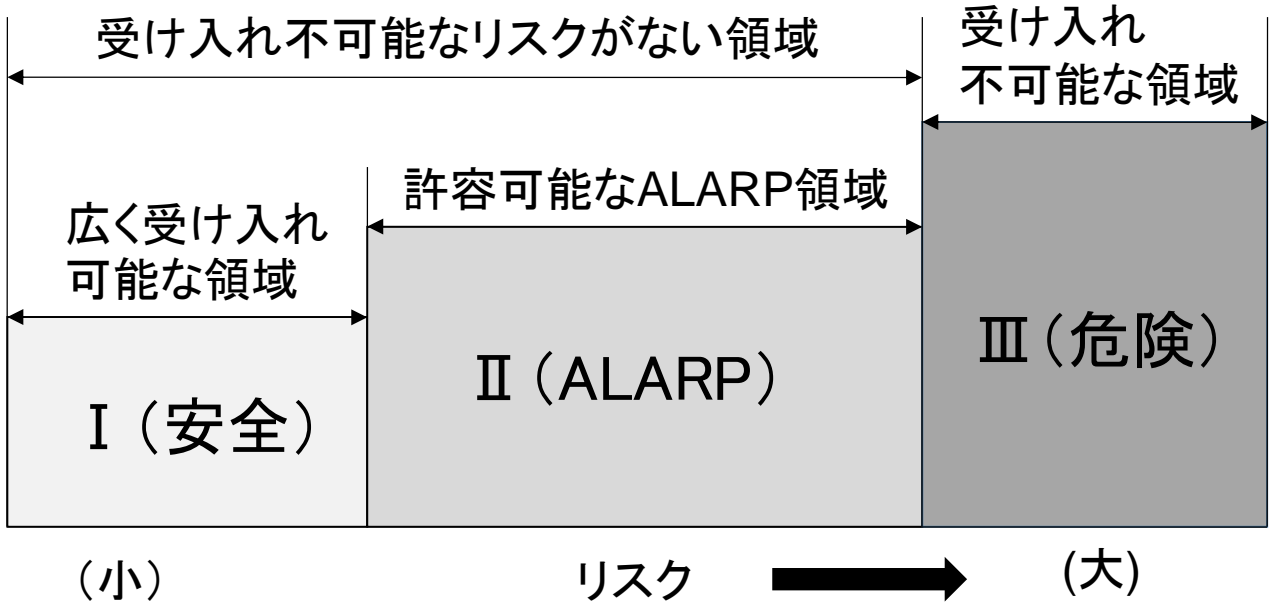 受け入れ不可能なリスクがない領域
受け入れ
不可能な領域
許容可能なALARP領域
広く受け入れ
可能な領域
Ⅰ（安全）
Ⅱ（ALARP）
Ⅲ（危険）
（小）
リスク
(大)